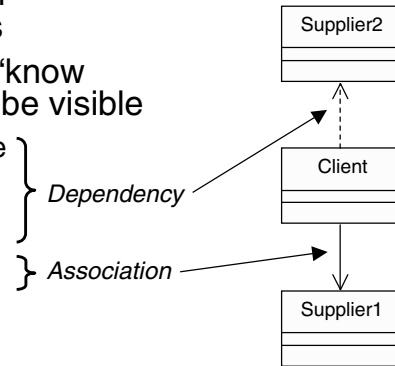 s
“know
be visible
e
Dependency
Association
Supplier2
Client
Supplier1